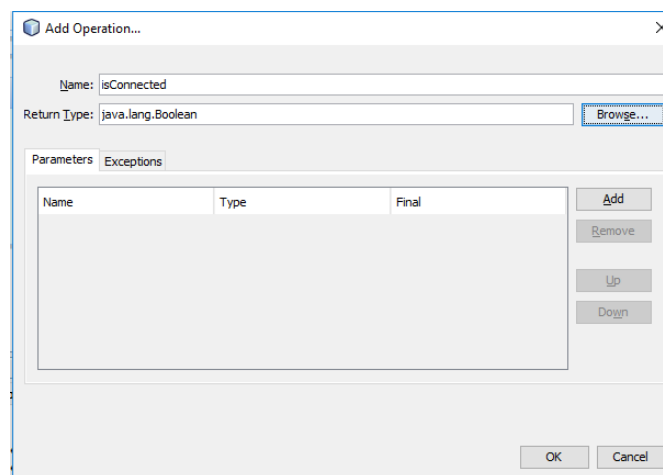 Add Operation...
Name: isConnected
Return Type: java.lang.Boolean Browse...
Parameters Exceptions
Name Type Final
Add
Remove
Up
Down
OK Cancel